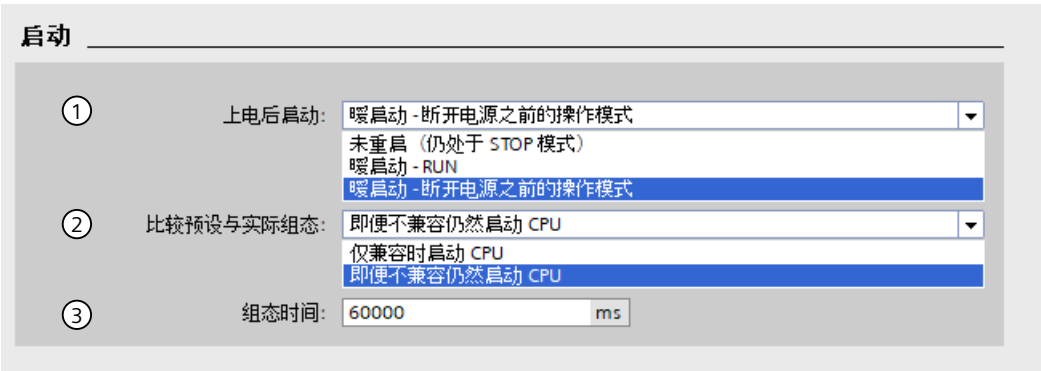 启动
① 上电后启动: 暖启动 - 断开电源之前的操作模式
未重启（仍处于 STOP 模式）
暖启动 - RUN
暖启动 - 断开电源之前的操作模式
② 比较预设与实际组态: 即便不兼容仍然启动 CPU
仅兼容时启动 CPU
即便不兼容仍然启动 CPU
③ 组态时间: 60000 ms